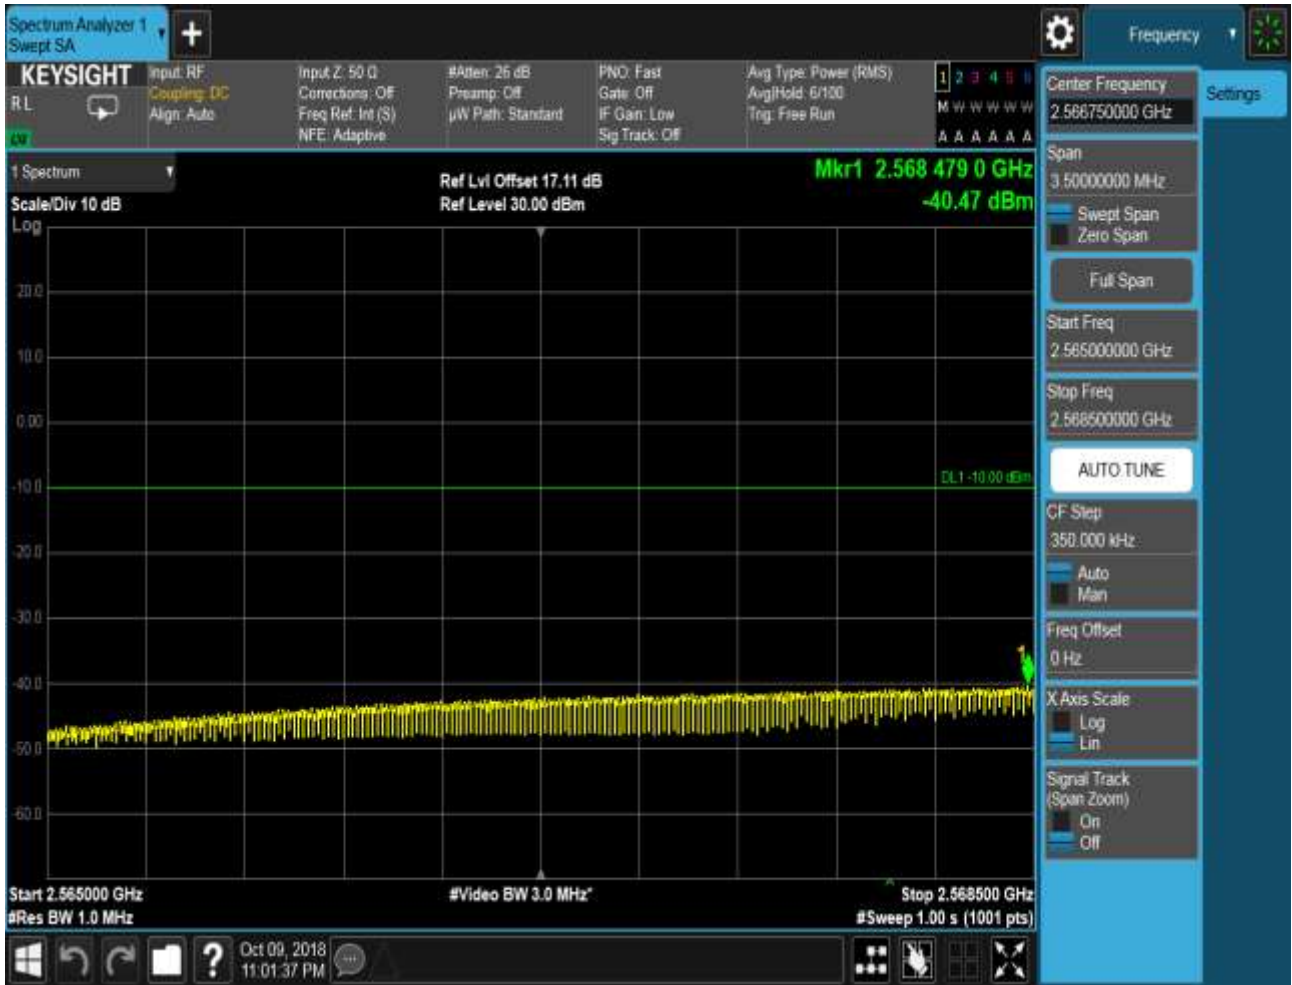 Spectrum Analyzer 1
Swept SA
Frequency
KEYSIGHT
RL
Input: RF
Coupling: DC
Align: Auto
Input Z: 50 Ω
Corrections: Off
Freq Ref: Int (S)
NFE: Adaptive
#Atten: 26 dB
Preamp: Off
µW Path: Standard
PNO: Fast
Gate: Off
IF Gain: Low
Sig Track: Off
Avg Type: Power (RMS)
Avg|Hold: 6/100
Trig: Free Run
1 2 3 4 5 6
M W W W W W
A A A A A A
1 Spectrum
Scale/Div 10 dB
Log
Ref Lvl Offset 17.11 dB
Ref Level 30.00 dBm
Mkr1 2.568 479 0 GHz
-40.47 dBm
20.0
10.0
0.00
-10.0
-20.0
-30.0
-40.0
-50.0
-60.0
DL1 -10.00 dBm
1
Start 2.565000 GHz
#Res BW 1.0 MHz
#Video BW 3.0 MHz*
Stop 2.568500 GHz
#Sweep 1.00 s (1001 pts)
Oct 09, 2018
11:01:37 PM
Center Frequency
2.566750000 GHz
Settings
Span
3.50000000 MHz
Swept Span
Zero Span
Full Span
Start Freq
2.565000000 GHz
Stop Freq
2.568500000 GHz
AUTO TUNE
CF Step
350.000 kHz
Auto
Man
Freq Offset
0 Hz
X Axis Scale
Log
Lin
Signal Track
(Span Zoom)
On
Off